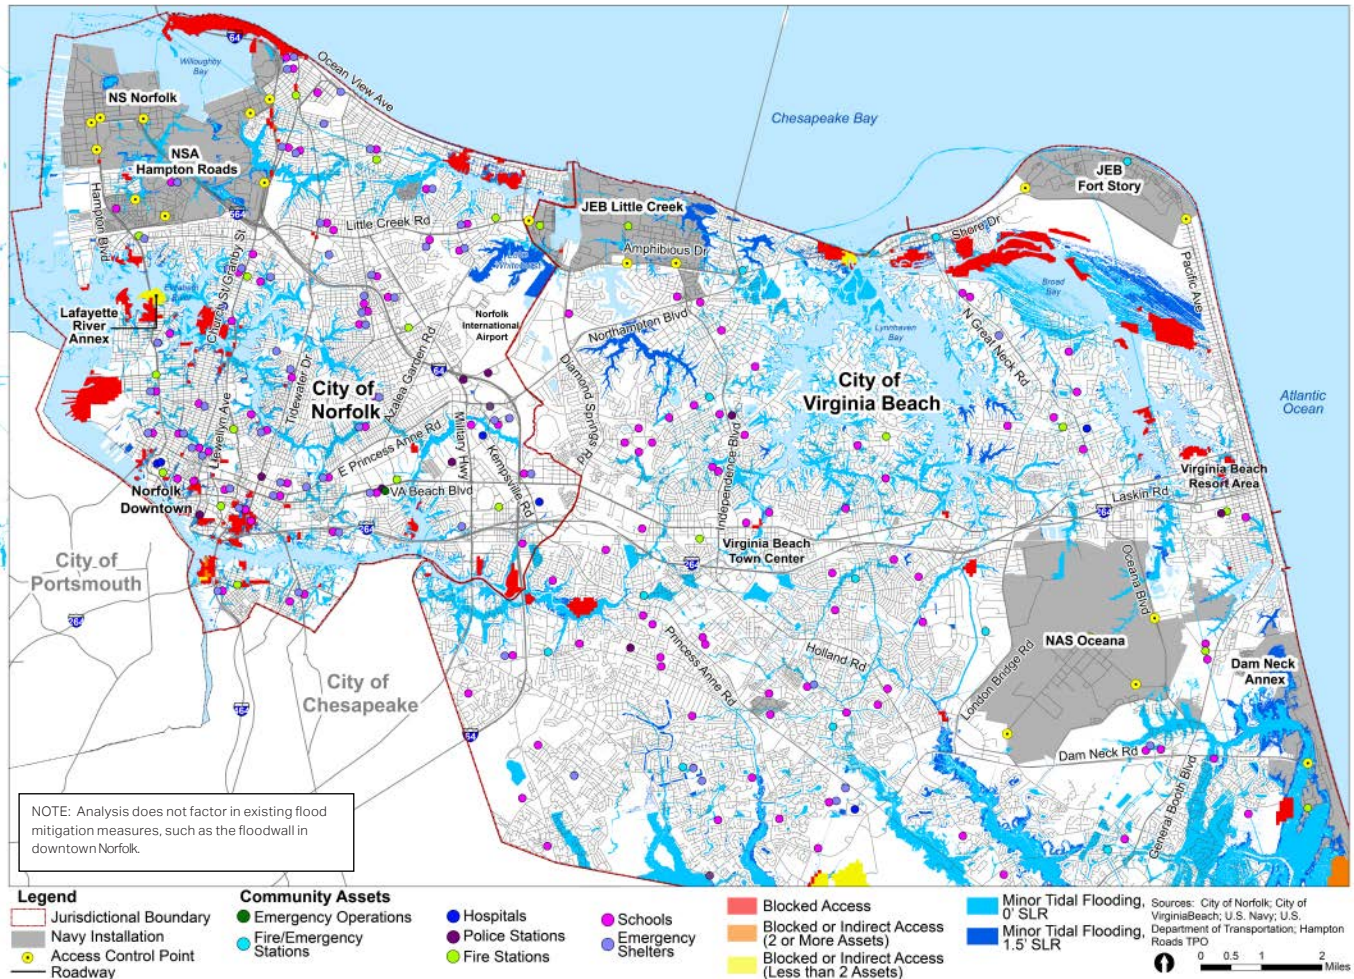 64
Willoughby
Bay
Ocean View Ave
NS Norfolk
NSA
Hampton Roads
Hampton Blvd
564
Little Creek Rd
Granby St
Church St
Chesapeake Bay
JEB Little Creek
Amphibious Dr
JEB
Fort Story
Shore Dr
Pacific Ave
Broad
Bay
Lafayette
River
Annex
Norfolk
International
Airport
Northampton Blvd
Lynnhaven
Bay
N Great Neck Rd
64
City of
Norfolk
Tidewater Dr
Azalea Garden Rd
Diamond Springs Rd
City of
Virginia Beach
Atlantic
Ocean
Llewellyn Ave
E Princess Anne Rd
Military Hwy
Kempsville Rd
Independence Blvd
Virginia Beach
Resort Area
Norfolk
Downtown
VA Beach Blvd
Laskin Rd
264
264
Virginia Beach
Town Center
264
City of
Portsmouth
264
Oceana Blvd
NAS Oceana
Princess Anne Rd
Holland Rd
London Bridge Rd
Dam Neck
Annex
City of
Chesapeake
64
Dam Neck Rd
General Booth Blvd
NOTE: Analysis does not factor in existing flood
mitigation measures, such as the floodwall in
downtown Norfolk.
Legend
Jurisdictional Boundary
Navy Installation
Access Control Point
Roadway
Community Assets
Emergency Operations
Fire/Emergency
Stations
Hospitals
Police Stations
Fire Stations
Schools
Emergency
Shelters
Blocked Access
Blocked or Indirect Access
(2 or More Assets)
Blocked or Indirect Access
(Less than 2 Assets)
Minor Tidal Flooding,
0' SLR
Minor Tidal Flooding,
1.5' SLR
Sources: City of Norfolk; City of
VirginiaBeach; U.S. Navy; U.S.
Department of Transportation; Hampton
Roads TPO
0 0.5 1 2
Miles